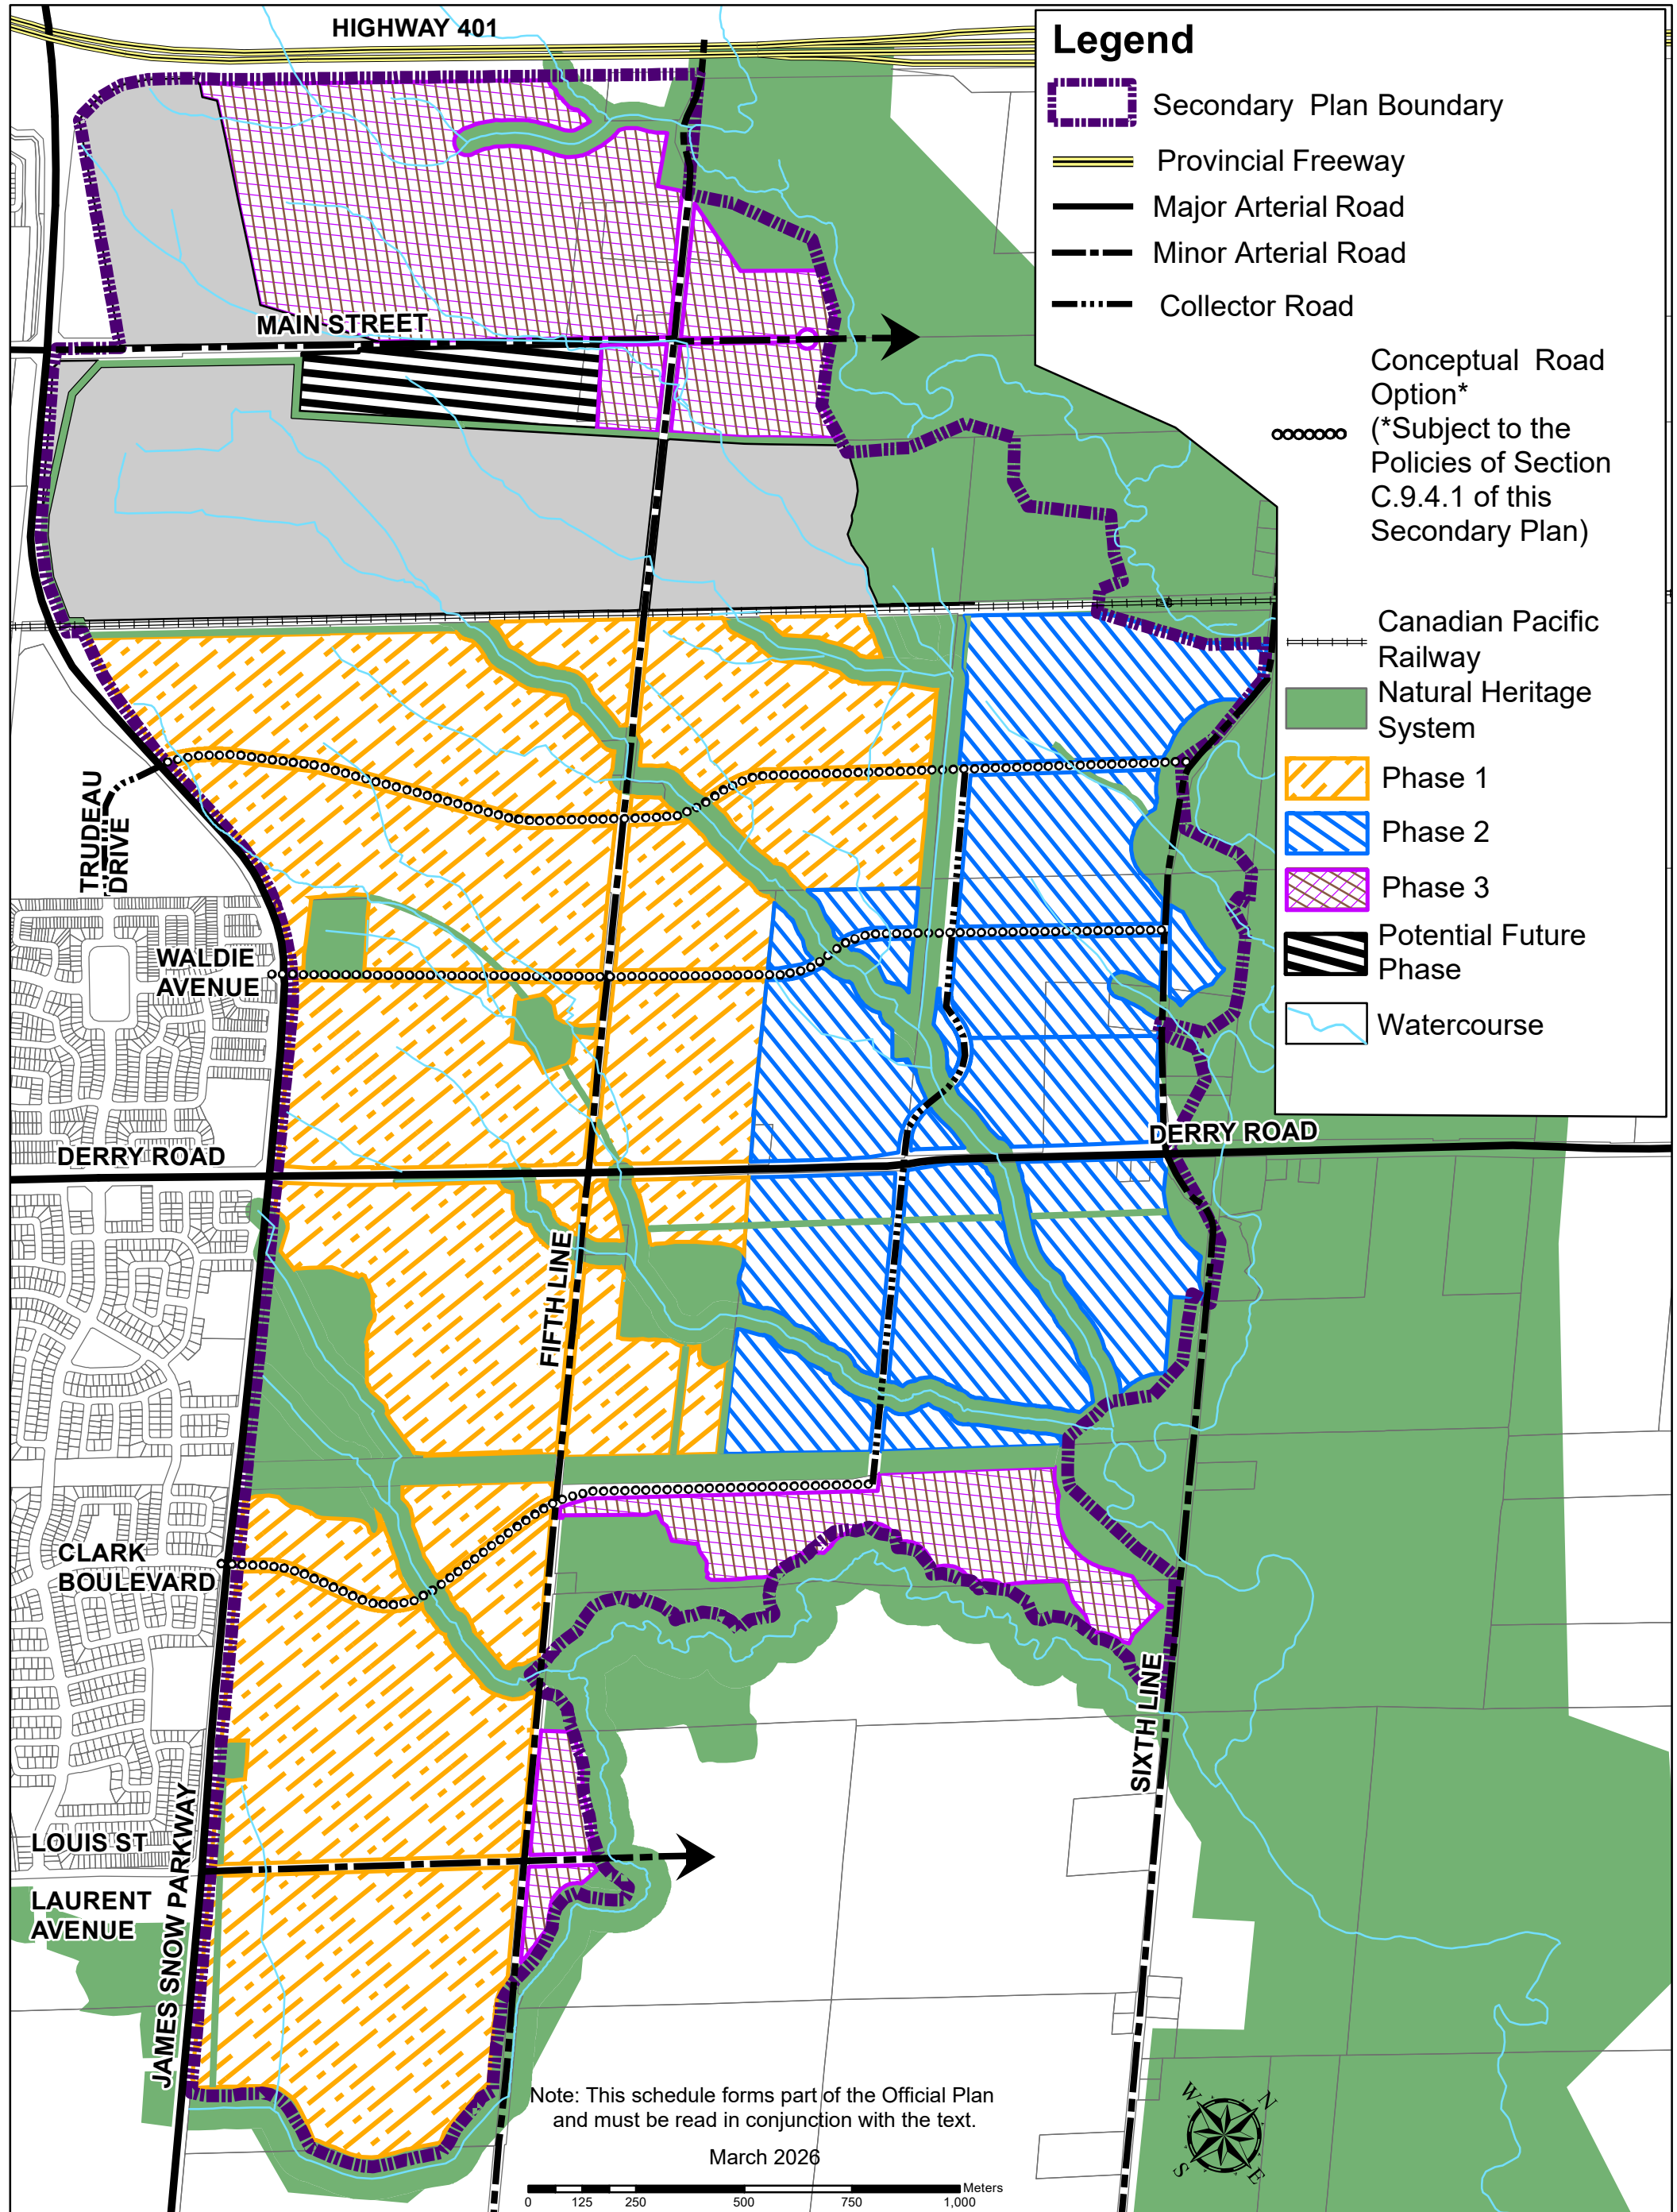 HIGHWAY 401
Legend
Secondary Plan Boundary
Provincial Freeway
Major Arterial Road
Minor Arterial Road
Collector Road
Conceptual Road
Option*
(*Subject to the
Policies of Section
C.9.4.1 of this
Secondary Plan)
Canadian Pacific
Railway
Natural Heritage
System
Phase 1
Phase 2
Phase 3
Potential Future
Phase
Watercourse
MAIN STREET
TRUDEAU
DRIVE
WALDIE
AVENUE
DERRY ROAD
DERRY ROAD
FIFTH LINE
CLARK
BOULEVARD
SIXTH LINE
LOUIS ST
LAURENT
AVENUE
JAMES SNOW PARKWAY
Note: This schedule forms part of the Official Plan
and must be read in conjunction with the text.
March 2026
Meters
0 125 250 500 750 1,000
W N
S E